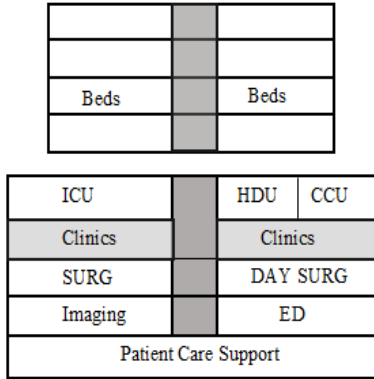 Beds Beds
ICU HDU CCU
Clinics Clinics
SURG DAY SURG
Imaging ED
Patient Care Support